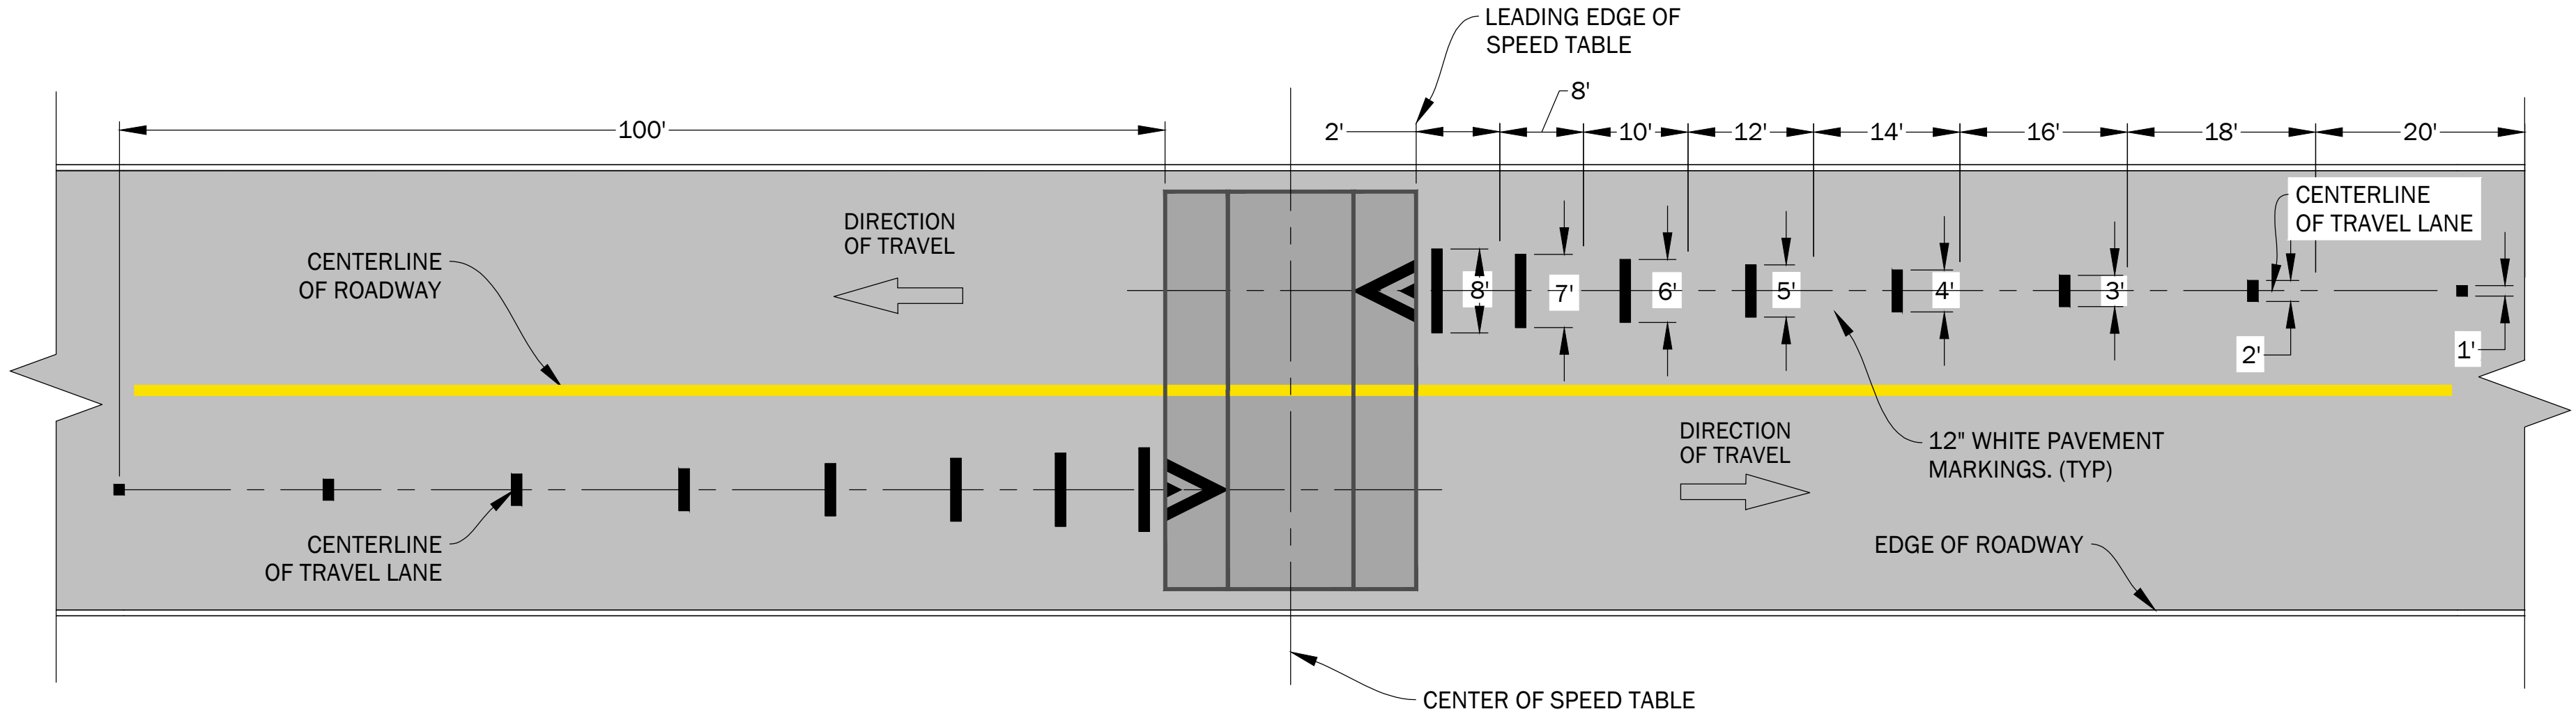 LEADING EDGE OF
SPEED TABLE
8'
100'
2'
10'
12'
14'
16'
18'
20'
CENTERLINE
OF TRAVEL LANE
DIRECTION
OF TRAVEL
CENTERLINE
OF ROADWAY
8'
7'
6'
5'
4'
3'
2'
1'
DIRECTION
OF TRAVEL
12" WHITE PAVEMENT
MARKINGS. (TYP)
CENTERLINE
OF TRAVEL LANE
EDGE OF ROADWAY
CENTER OF SPEED TABLE